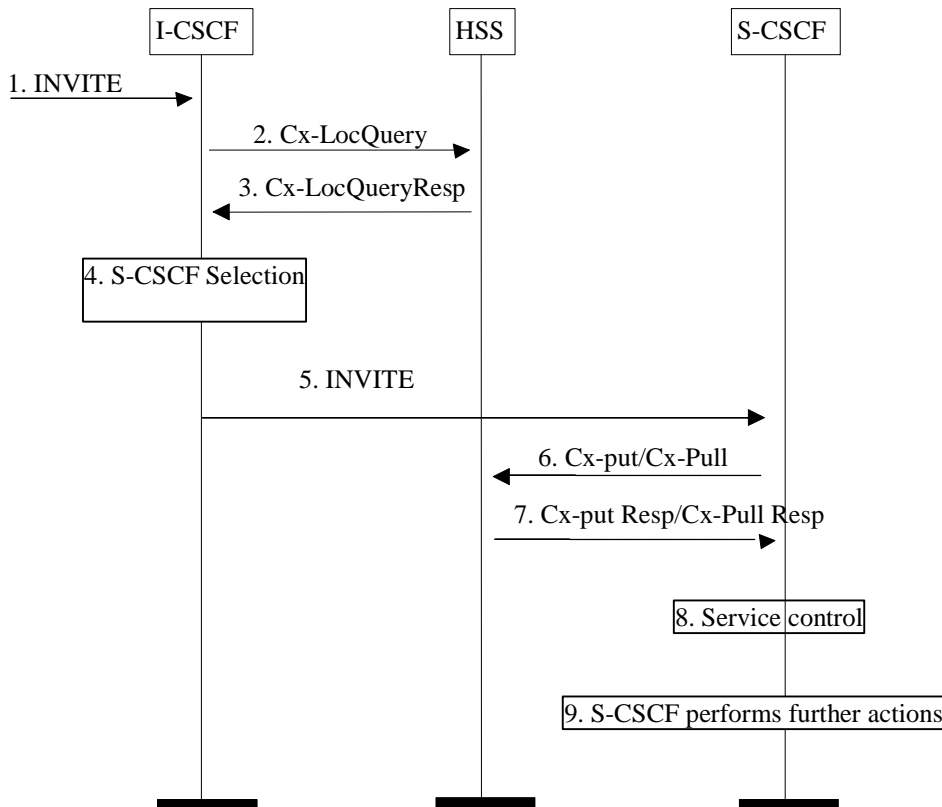 I-CSCF
HSS
S-CSCF
1. INVITE
2. Cx-LocQuery
3. Cx-LocQueryResp
4. S-CSCF Selection
5. INVITE
6. Cx-put/Cx-Pull
7. Cx-put Resp/Cx-Pull Resp
8. Service control
9. S-CSCF performs further actions